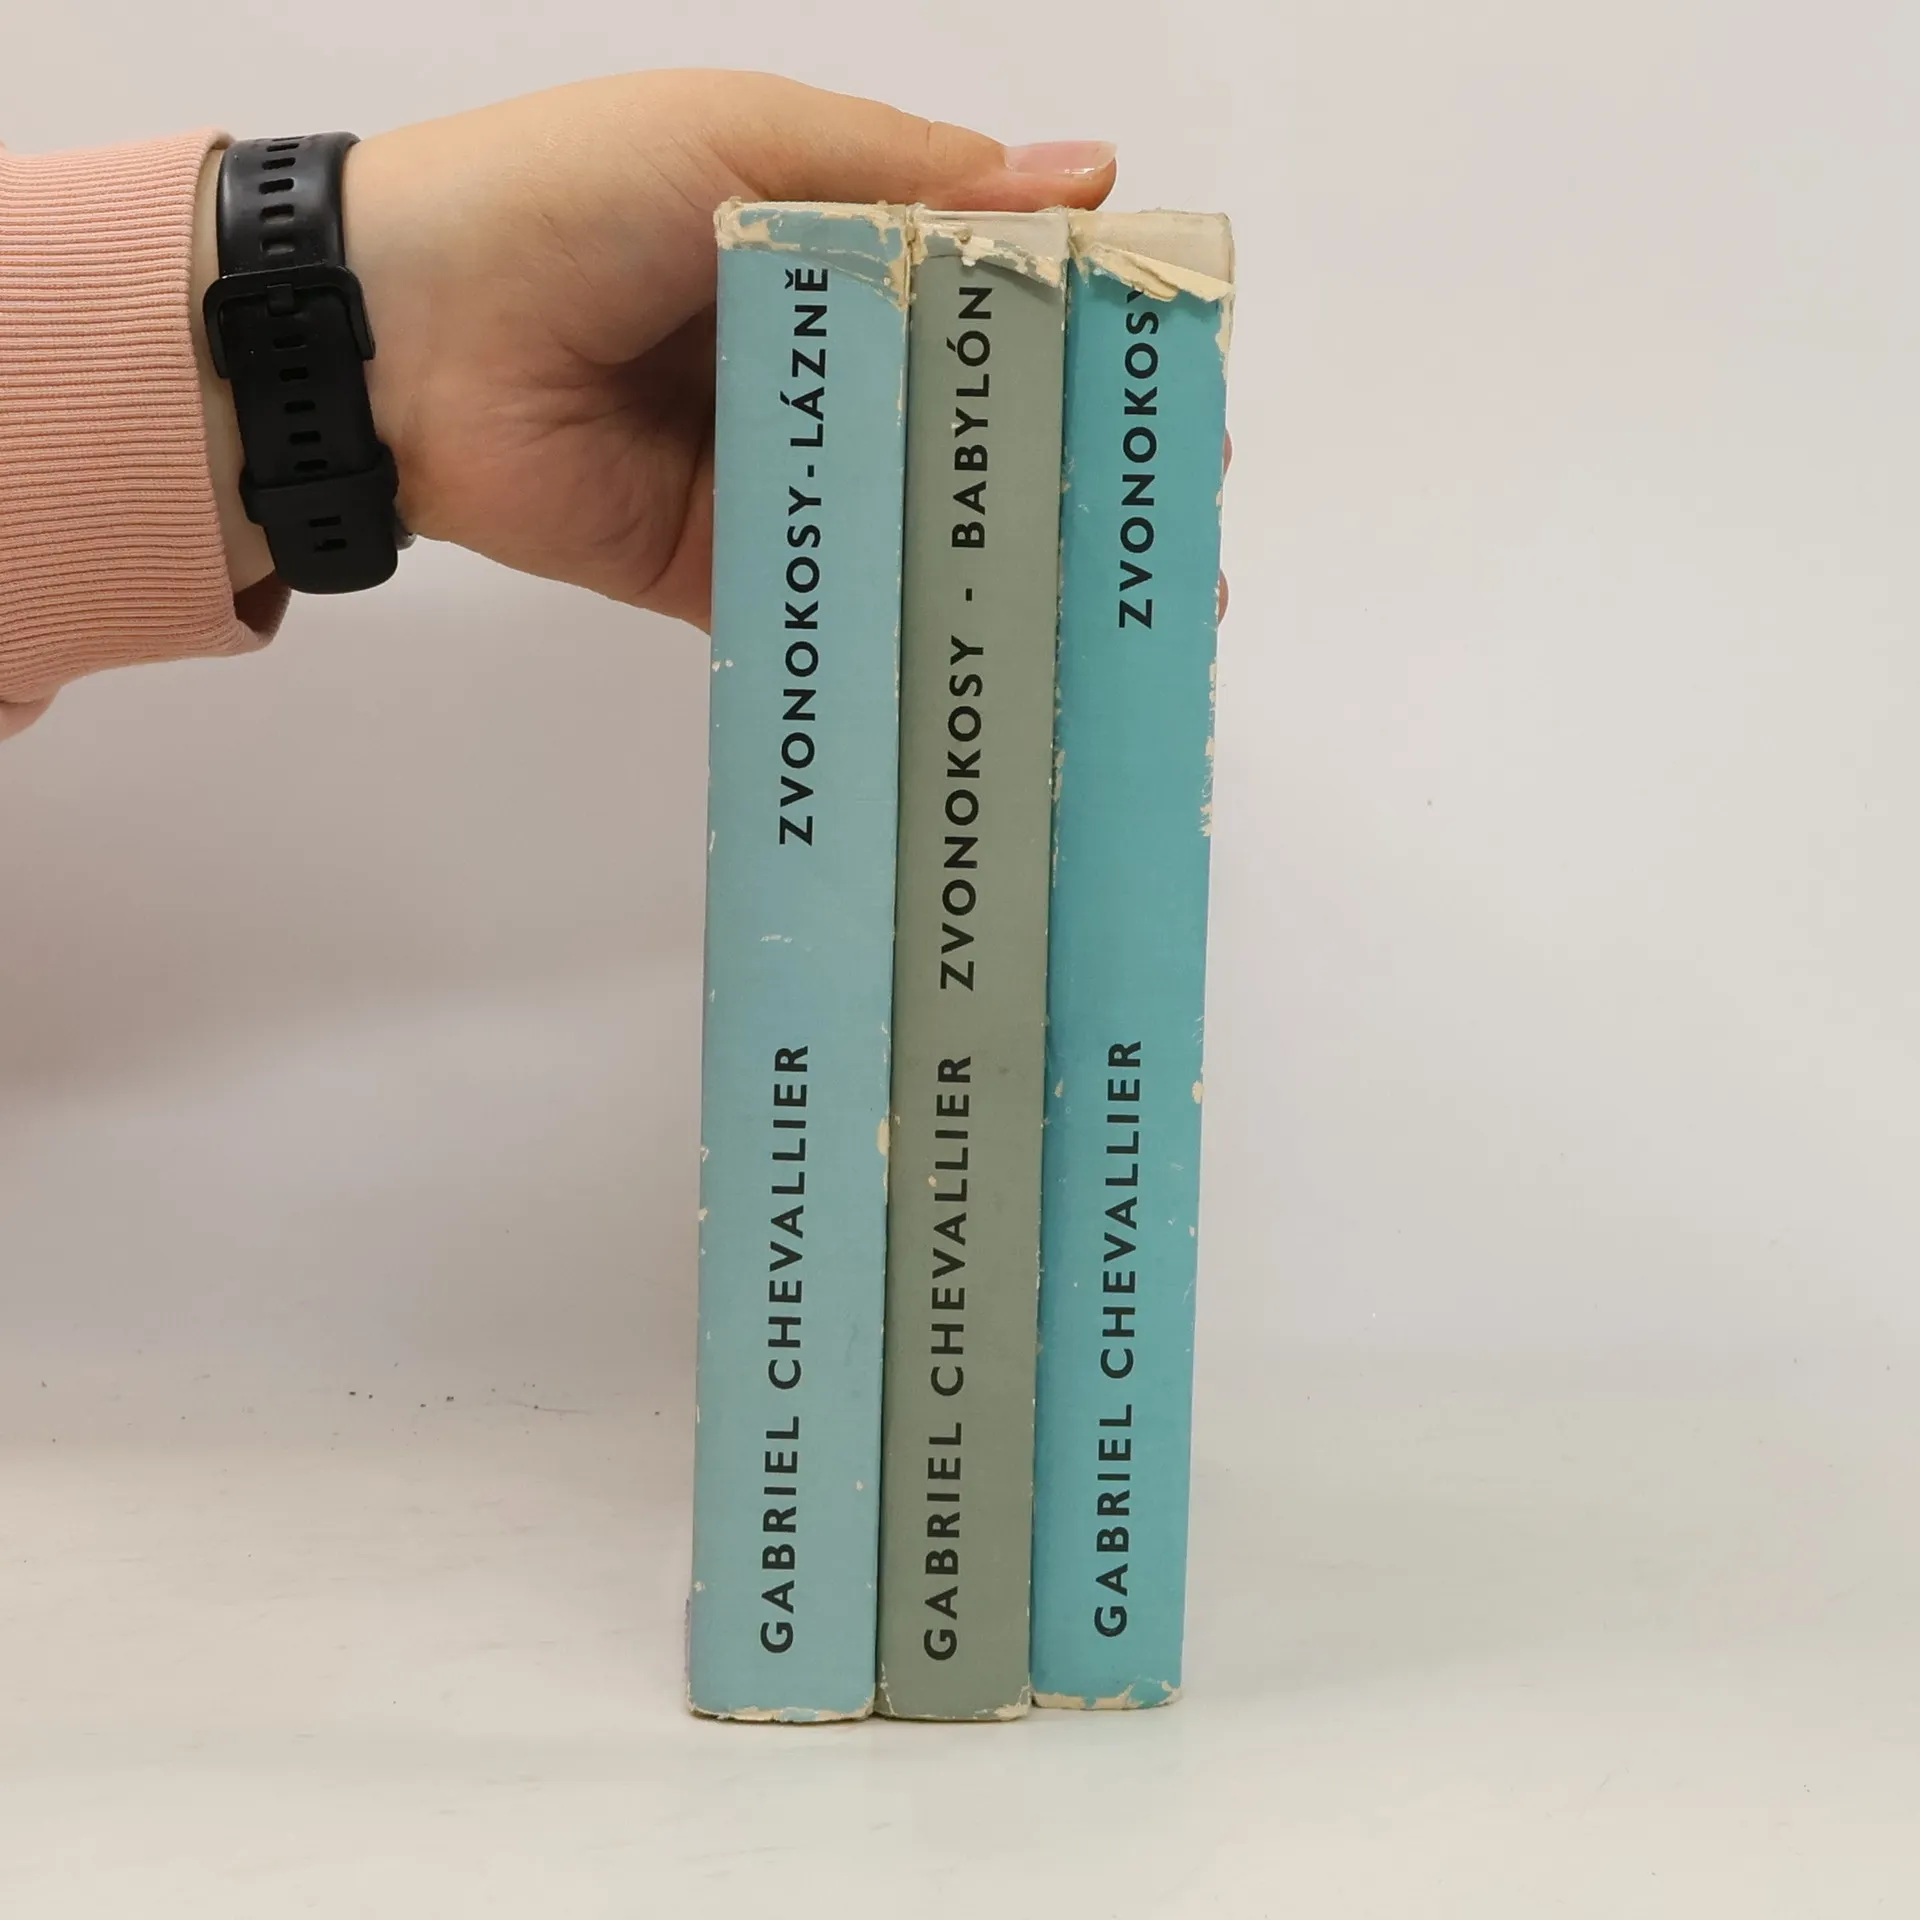 GABRIEL CHEVALLIER ZVONOKOSY-LÁZNĚ
GABRIEL CHEVALLIER ZVONOKOSY - BABYLÓN
GABRIEL CHEVALLIER ZVONOKOSY